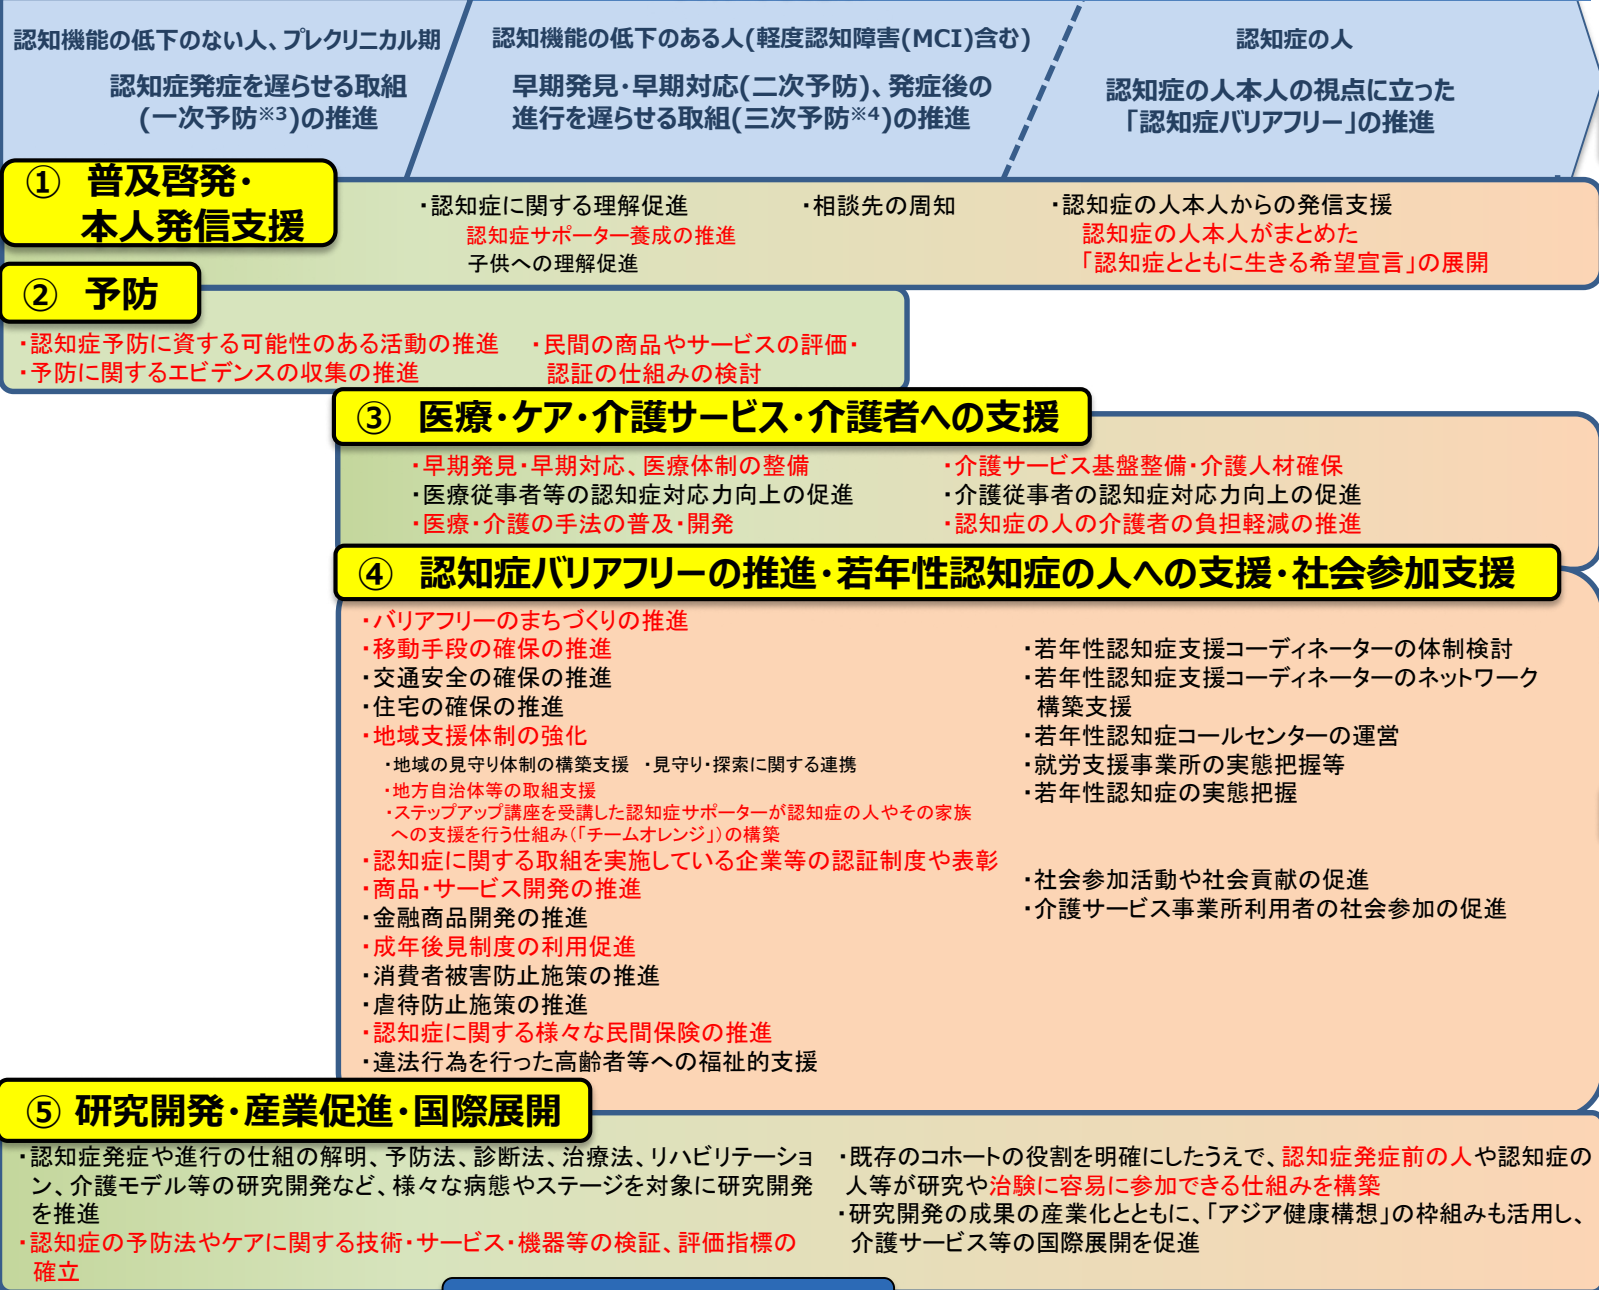 認知機能の低下のない人、プレクリニカル期
認知症発症を遅らせる取組
(一次予防※3)の推進
認知機能の低下のある人(軽度認知障害(MCI)含む)
早期発見・早期対応(二次予防)、発症後の
進行を遅らせる取組(三次予防※4)の推進
認知症の人
認知症の人本人の視点に立った
「認知症バリアフリー」の推進
① 普及啓発・
本人発信支援
・認知症に関する理解促進
認知症サポーター養成の推進
子供への理解促進
・相談先の周知
・認知症の人本人からの発信支援
認知症の人本人がまとめた
「認知症とともに生きる希望宣言」の展開
② 予防
・認知症予防に資する可能性のある活動の推進
・予防に関するエビデンスの収集の推進
・民間の商品やサービスの評価・
認証の仕組みの検討
③ 医療・ケア・介護サービス・介護者への支援
・早期発見・早期対応、医療体制の整備
・医療従事者等の認知症対応力向上の促進
・医療・介護の手法の普及・開発
・介護サービス基盤整備・介護人材確保
・介護従事者の認知症対応力向上の促進
・認知症の人の介護者の負担軽減の推進
④ 認知症バリアフリーの推進・若年性認知症の人への支援・社会参加支援
・バリアフリーのまちづくりの推進
・移動手段の確保の推進
・交通安全の確保の推進
・住宅の確保の推進
・地域支援体制の強化
・地域の見守り体制の構築支援 ・見守り・探索に関する連携
・地方自治体等の取組支援
・ステップアップ講座を受講した認知症サポーターが認知症の人やその家族
への支援を行う仕組み(「チームオレンジ」)の構築
・認知症に関する取組を実施している企業等の認証制度や表彰
・商品・サービス開発の推進
・金融商品開発の推進
・成年後見制度の利用促進
・消費者被害防止施策の推進
・虐待防止施策の推進
・認知症に関する様々な民間保険の推進
・違法行為を行った高齢者等への福祉的支援
・若年性認知症支援コーディネーターの体制検討
・若年性認知症支援コーディネーターのネットワーク
構築支援
・若年性認知症コールセンターの運営
・就労支援事業所の実態把握等
・若年性認知症の実態把握
・社会参加活動や社会貢献の促進
・介護サービス事業所利用者の社会参加の促進
⑤ 研究開発・産業促進・国際展開
・認知症発症や進行の仕組の解明、予防法、診断法、治療法、リハビリテーショ
ン、介護モデル等の研究開発など、様々な病態やステージを対象に研究開発
を推進
・認知症の予防法やケアに関する技術・サービス・機器等の検証、評価指標の
確立
・既存のコホートの役割を明確にしたうえで、認知症発症前の人や認知症の
人等が研究や治験に容易に参加できる仕組みを構築
・研究開発の成果の産業化とともに、「アジア健康構想」の枠組みも活用し、
介護サービス等の国際展開を促進